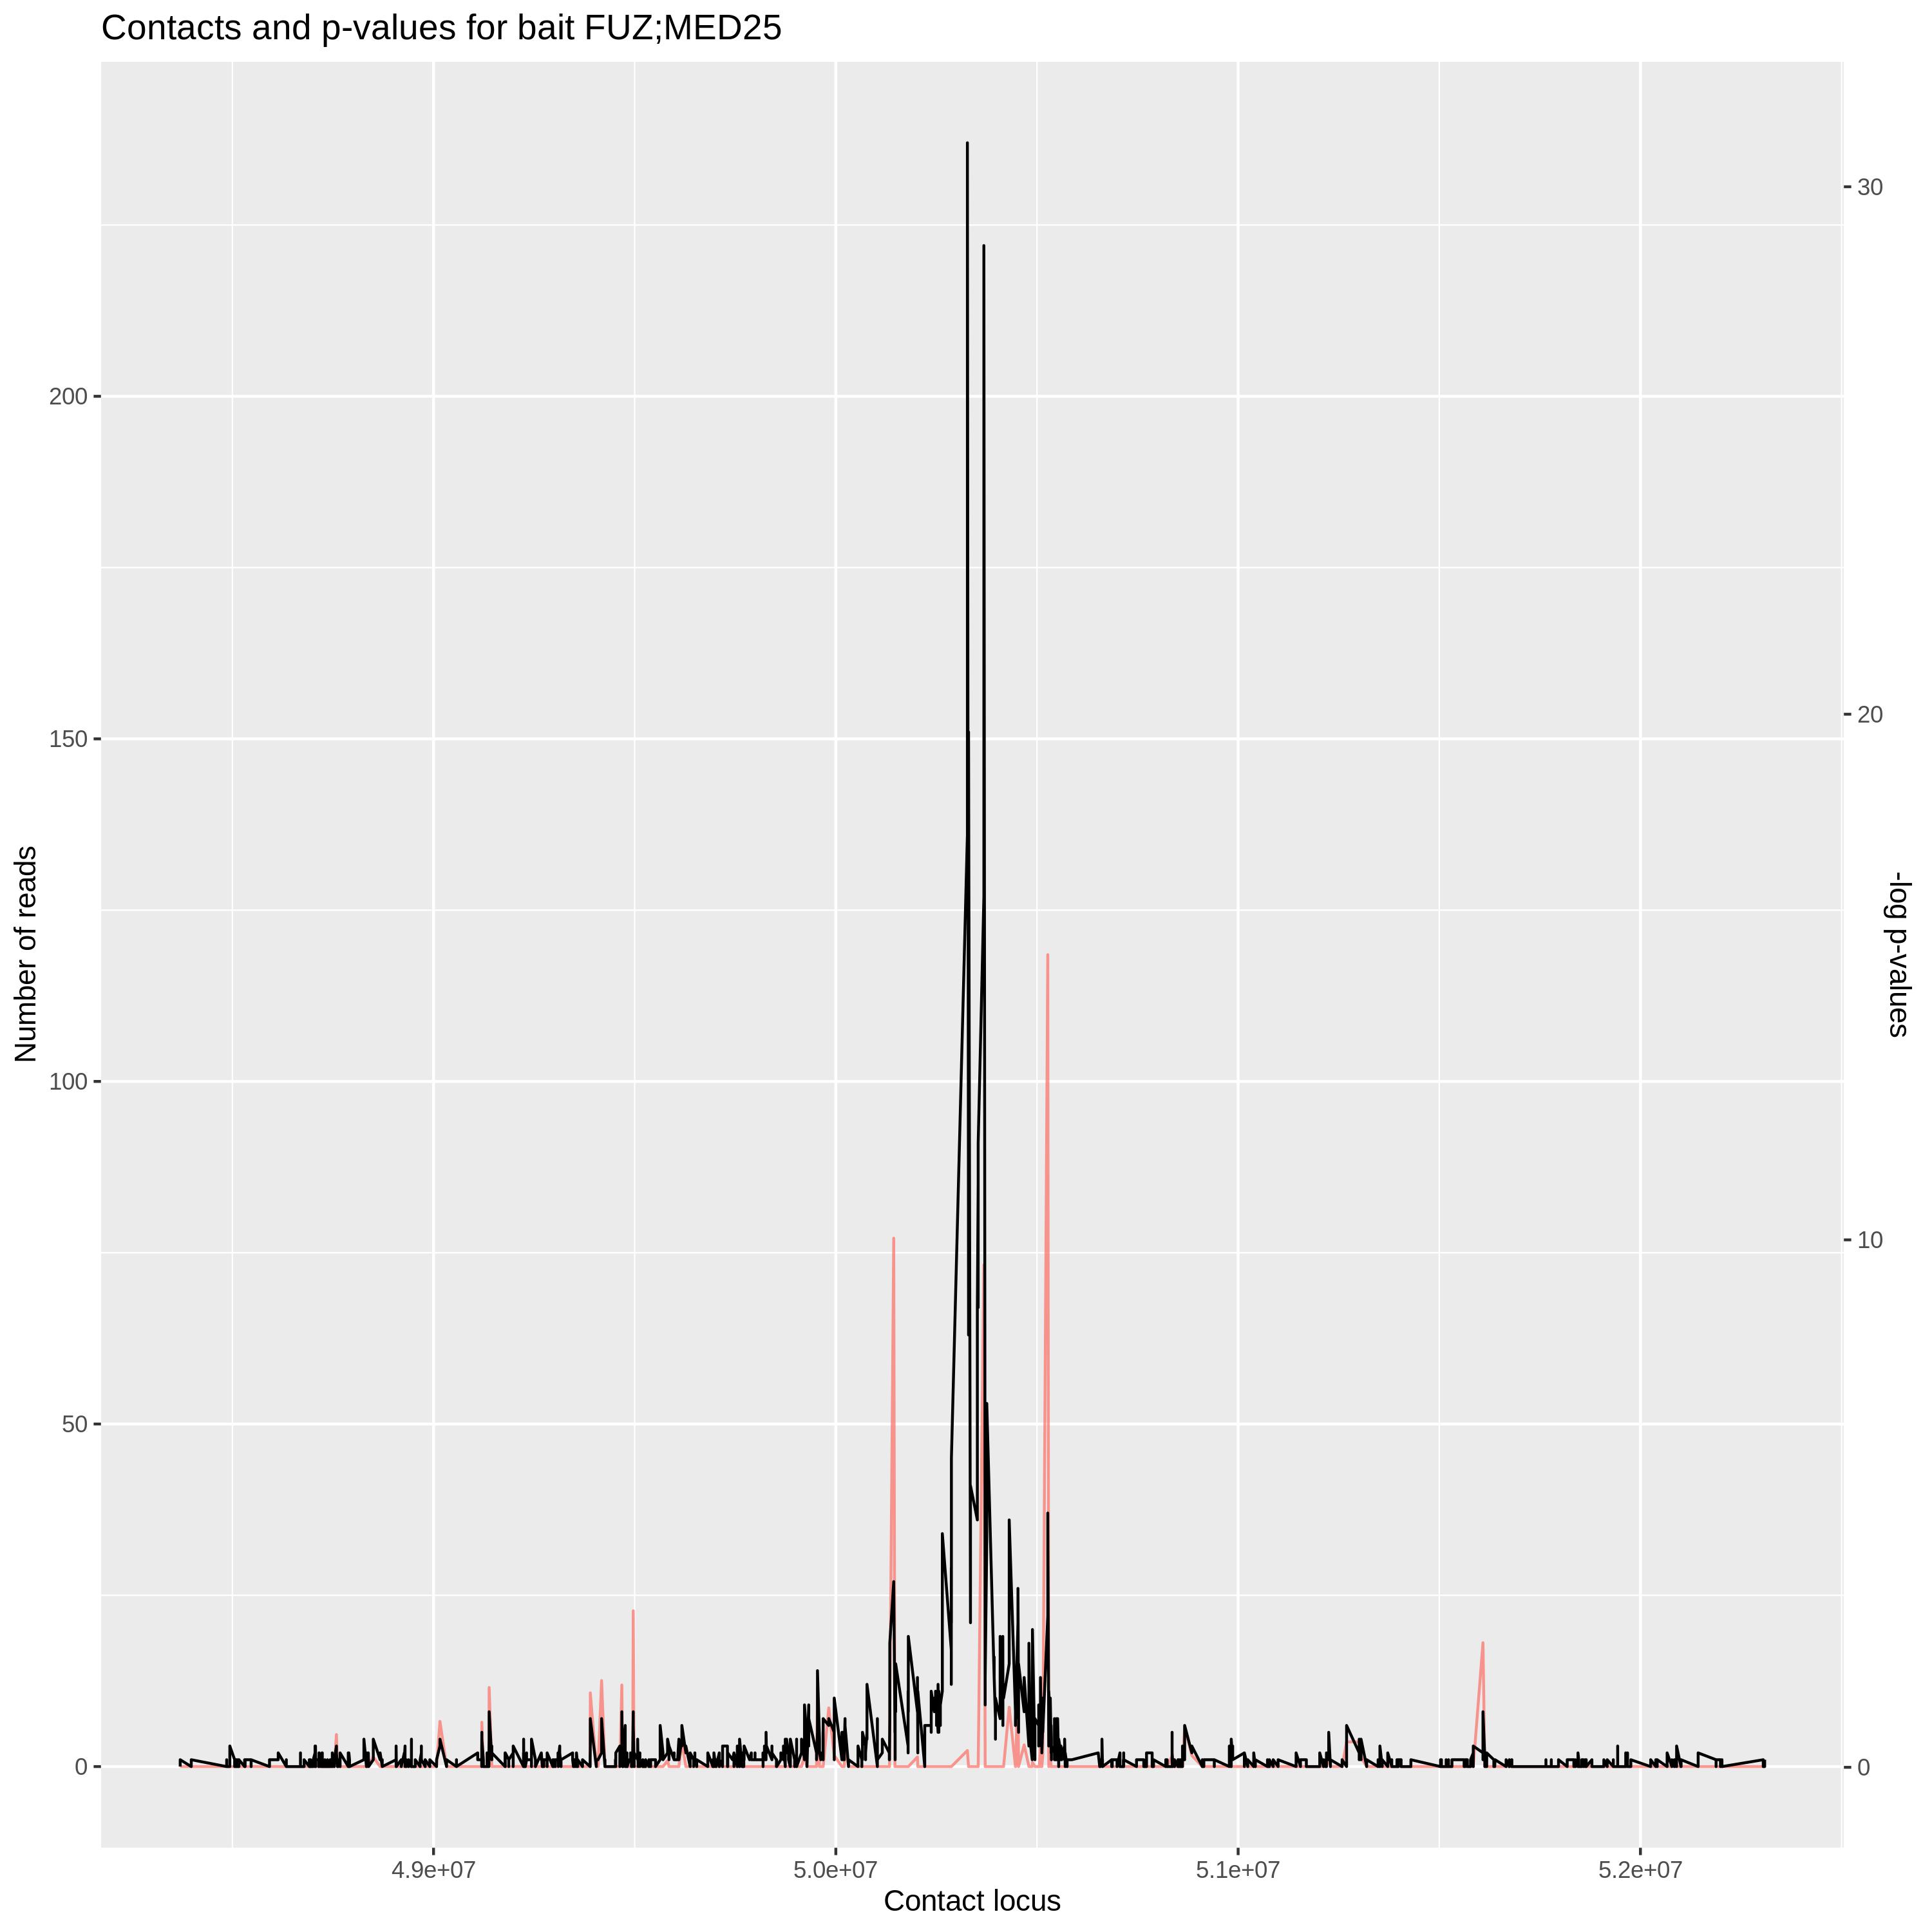 Contacts and p-values for bait FUZ;MED25
30
200
20
150
Number of reads
-log p-values
100
10
50
0
0
4.9e+07
5.0e+07
5.1e+07
5.2e+07
Contact locus